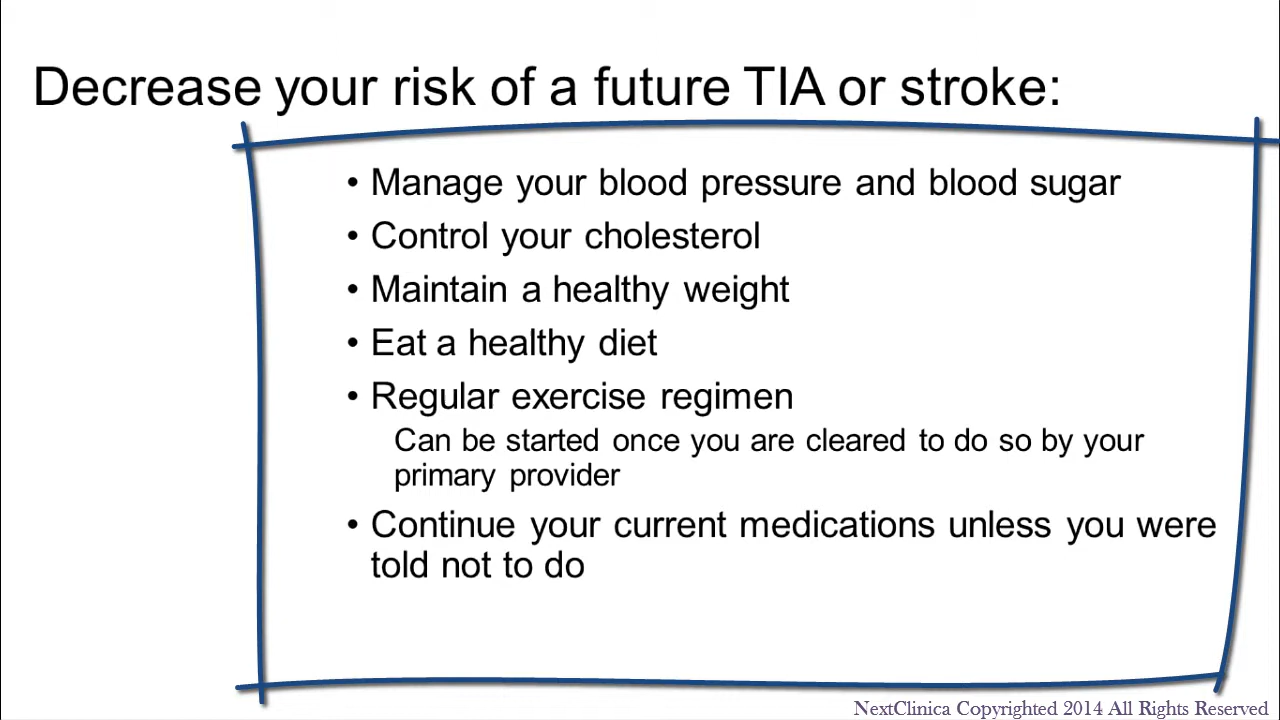 Decrease your risk of a future TIA or stroke:
• Manage your blood pressure and blood sugar
• Control your cholesterol
• Maintain a healthy weight
• Eat a healthy diet
• Regular exercise regimen
Can be started once you are cleared to do so by your
primary provider
• Continue your current medications unless you were
told not to do
NextClinica Copyrighted 2014 All Rights Reserved